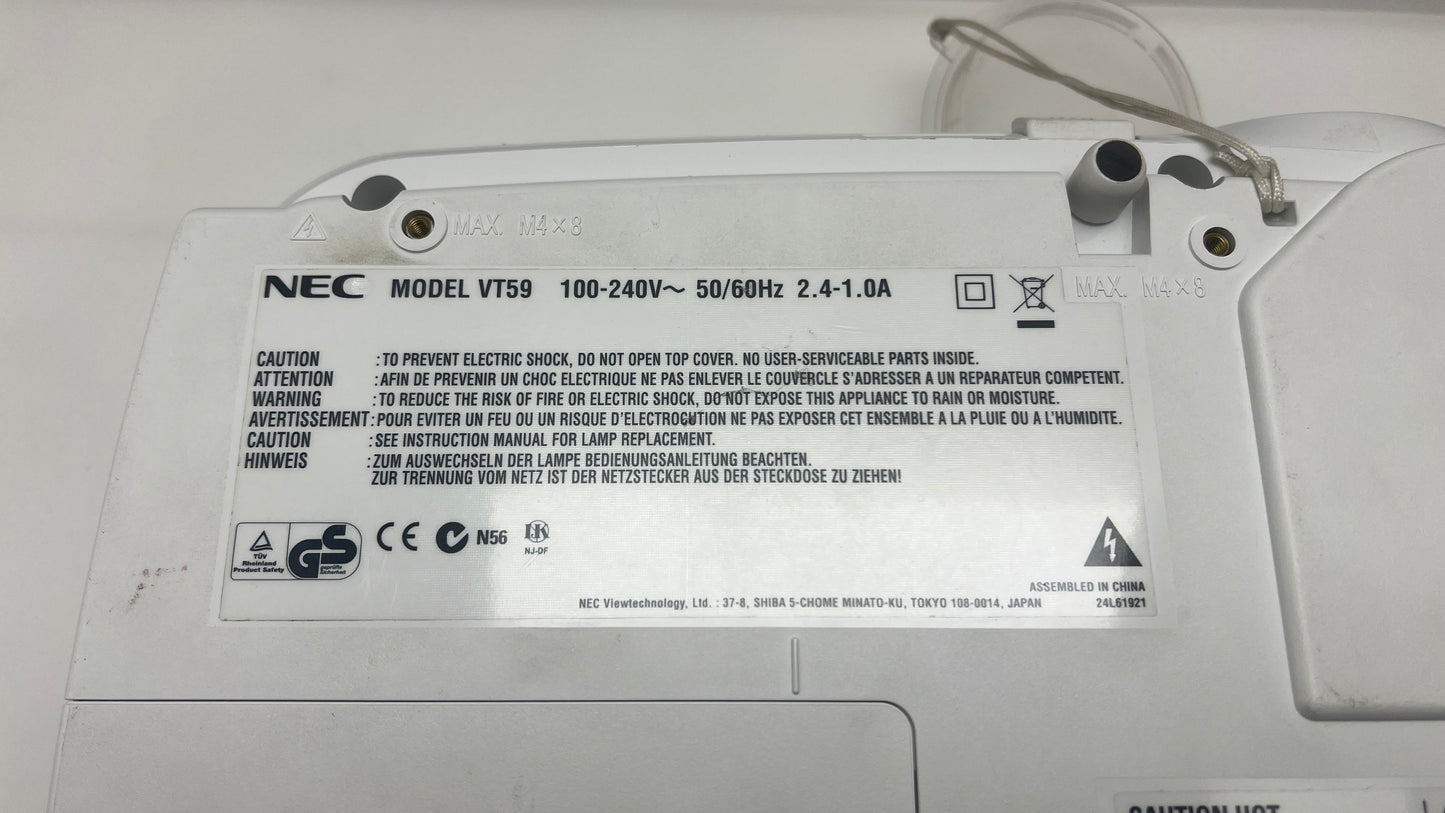 MAX. M4×8
NEC MODEL VT59 100-240V～ 50/60Hz 2.4-1.0A
MAX. M4×8
CAUTION : TO PREVENT ELECTRIC SHOCK, DO NOT OPEN TOP COVER. NO USER-SERVICEABLE PARTS INSIDE.
ATTENTION : AFIN DE PREVENIR UN CHOC ELECTRIQUE NE PAS ENLEVER LE COUVERCLE S'ADRESSER A UN REPARATEUR COMPETENT.
WARNING : TO REDUCE THE RISK OF FIRE OR ELECTRIC SHOCK, DO NOT EXPOSE THIS APPLIANCE TO RAIN OR MOISTURE.
AVERTISSEMENT : POUR EVITER UN FEU OU UN RISQUE D'ELECTROCUTION NE PAS EXPOSER CET ENSEMBLE A LA PLUIE OU A L'HUMIDITE.
CAUTION : SEE INSTRUCTION MANUAL FOR LAMP REPLACEMENT.
HINWEIS : ZUM AUSWECHSELN DER LAMPE BEDIENUNGSANLEITUNG BEACHTEN.
ZUR TRENNUNG VOM NETZ IST DER NETZSTECKER AUS DER STECKDOSE ZU ZIEHEN!
TÜV
Rheinland
Product Safety
GS
geprüfte
Sicherheit
CE
N56
NJ-DF
ASSEMBLED IN CHINA
NEC Viewtechnology, Ltd. : 37-8, SHIBA 5-CHOME MINATO-KU, TOKYO 108-0014, JAPAN 24L61921
CAUTION HOT